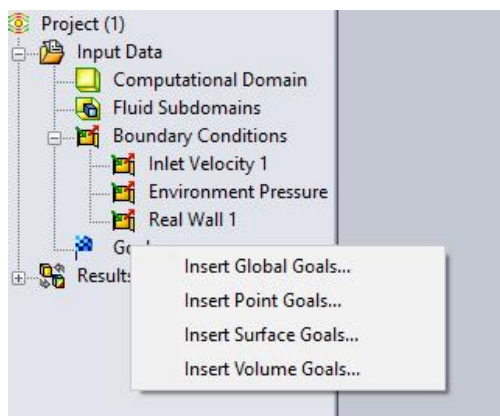 Project (1)
Input Data
Computational Domain
Fluid Subdomains
Boundary Conditions
Inlet Velocity 1
Environment Pressure
Real Wall 1
Insert Global Goals...
Results
Insert Point Goals...
Insert Surface Goals...
Insert Volume Goals...